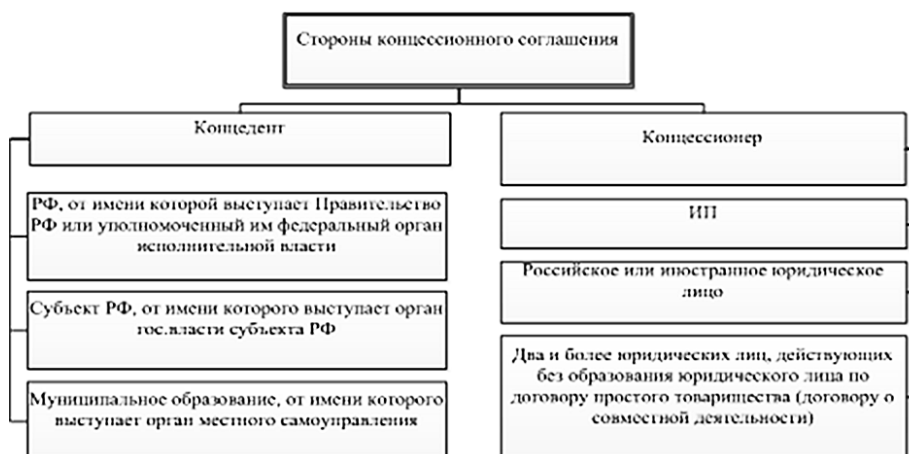 Стороны концессионного соглашения
Концедент
РФ, от имени которой выступает Правительство
РФ или уполномоченный им федеральный орган
исполнительной власти
Субъект РФ, от имени которого выступает орган
гос.власти субъекта РФ
Муниципальное образование, от имени которого
выступает орган местного самоуправления
Концессионер
ИП
Российское или иностранное юридическое
лицо
Два и более юридических лиц, действующих
без образования юридического лица по
договору простого товарищества (договору о
совместной деятельности)